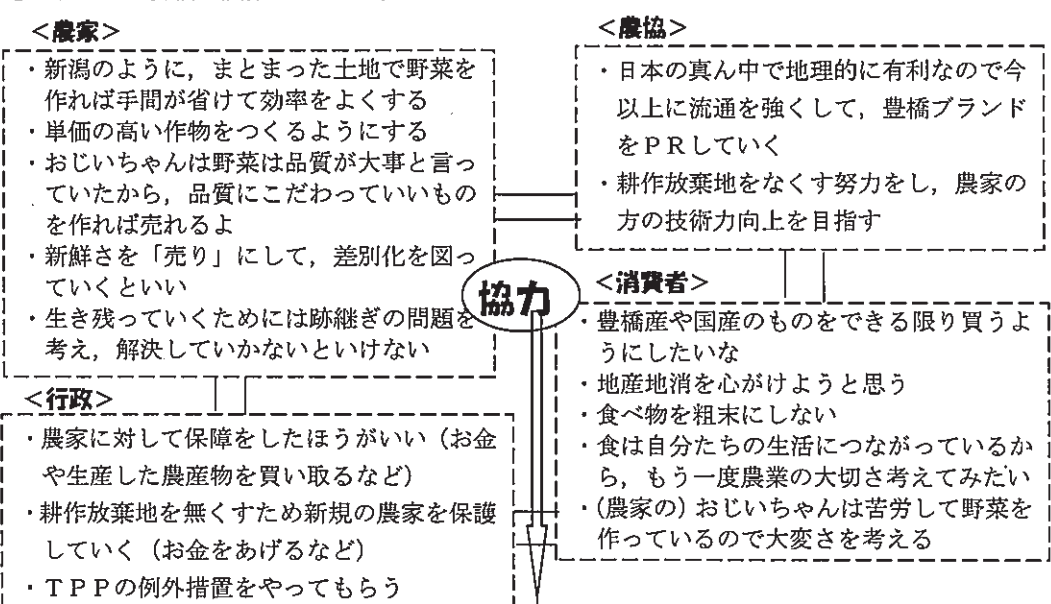 ＜農家＞
・新潟のように，まとまった土地で野菜を
作れば手間が省けて効率をよくする
・単価の高い作物をつくるようにする
・おじいちゃんは野菜は品質が大事と言っ
ていたから，品質にこだわっていいもの
を作れば売れるよ
・新鮮さを「売り」にして，差別化を図っ
ていくといい
・生き残っていくためには跡継ぎの問題を
考え，解決していかないといけない
＜農協＞
・日本の真ん中で地理的に有利なので今
以上に流通を強くして，豊橋ブランド
をＰＲしていく
・耕作放棄地をなくす努力をし，農家の
方の技術力向上を目指す
協力
＜行政＞
・農家に対して保障をしたほうがいい（お金
や生産した農産物を買い取るなど）
・耕作放棄地を無くすため新規の農家を保護
していく（お金をあげるなど）
・ＴＰＰの例外措置をやってもらう
＜消費者＞
・豊橋産や国産のものをできる限り買うよ
うにしたいな
・地産地消を心がけようと思う
・食べ物を粗末にしない
・食は自分たちの生活につながっているか
ら，もう一度農業の大切さ考えてみたい
・(農家の) おじいちゃんは苦労して野菜を
作っているので大変さを考える